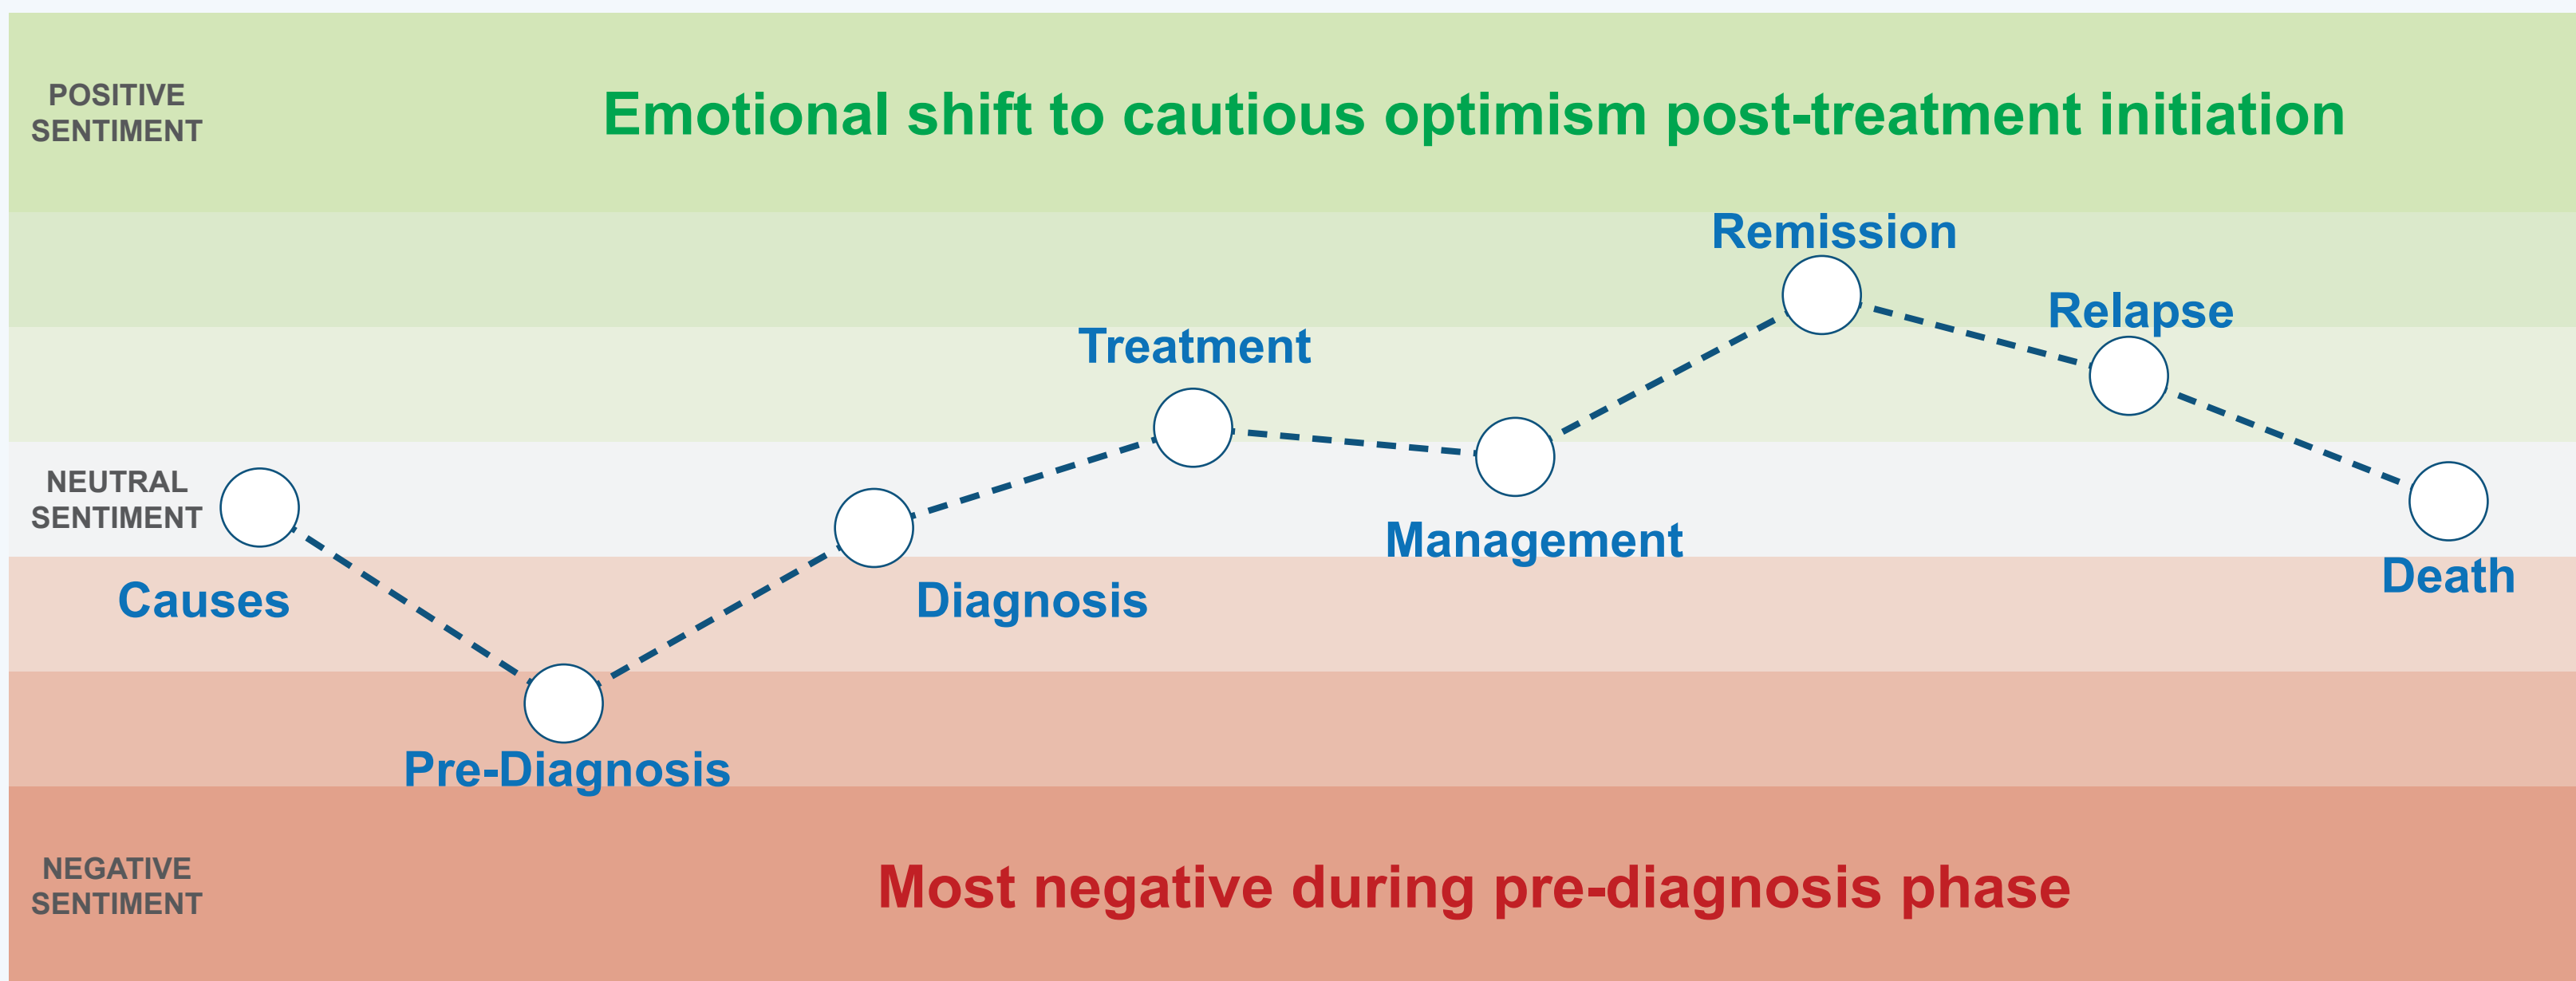 POSITIVE
SENTIMENT
Emotional shift to cautious optimism post-treatment initiation
Remission
Relapse
Treatment
NEUTRAL
SENTIMENT
Management
Death
Causes
Diagnosis
Pre-Diagnosis
NEGATIVE
SENTIMENT
Most negative during pre-diagnosis phase